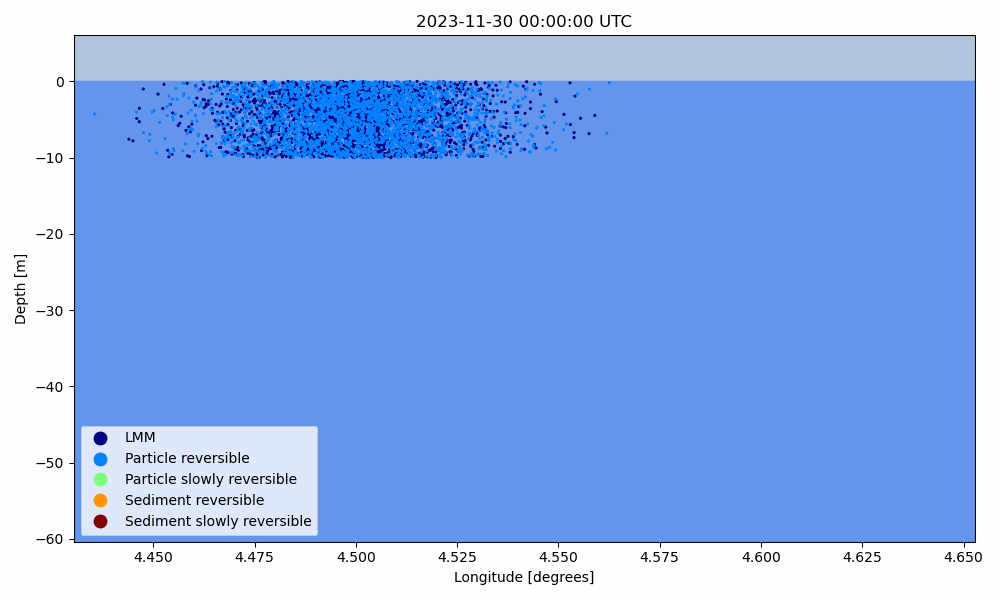 2023-11-30 00:00:00 UTC
0
−10
−20
−30
−40
−50
−60
Depth [m]
LMM
Particle reversible
Particle slowly reversible
Sediment reversible
Sediment slowly reversible
4.450 4.475 4.500 4.525 4.550 4.575 4.600 4.625 4.650
Longitude [degrees]